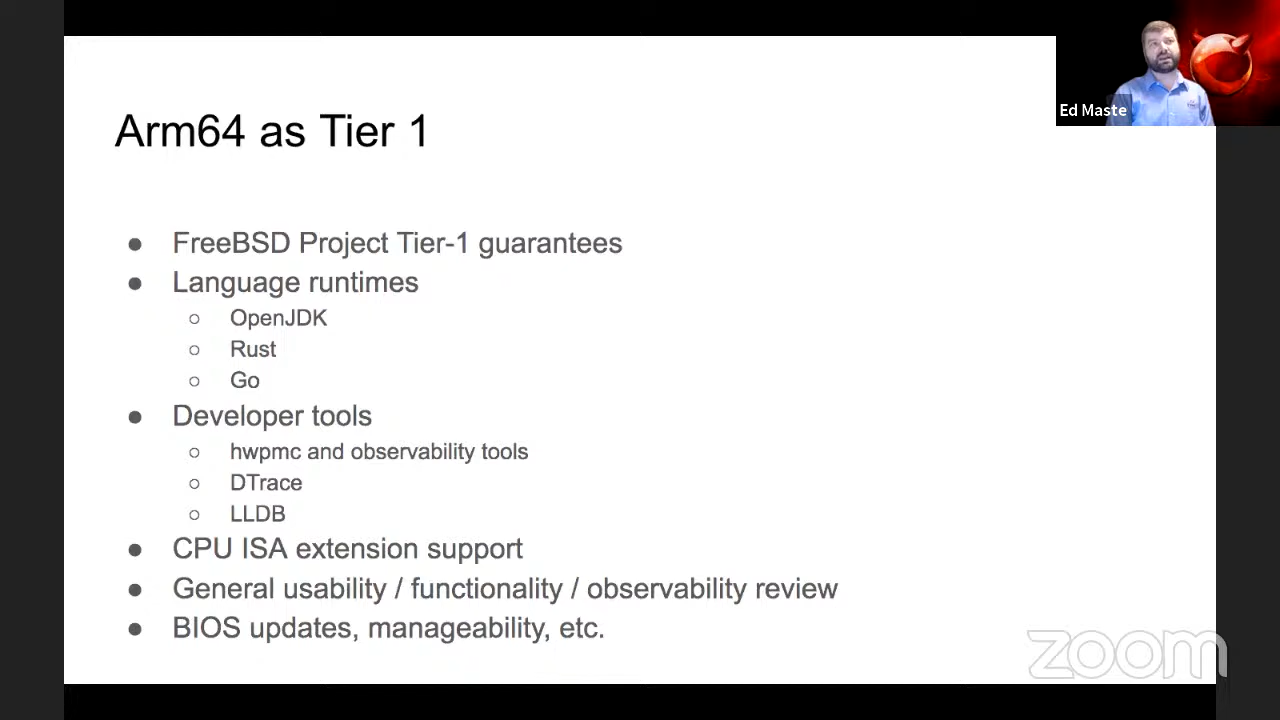 Ed Maste
Arm64 as Tier 1
● FreeBSD Project Tier-1 guarantees
● Language runtimes
○ OpenJDK
○ Rust
○ Go
● Developer tools
○ hwpmc and observability tools
○ DTrace
○ LLDB
● CPU ISA extension support
● General usability / functionality / observability review
● BIOS updates, manageability, etc.
zoom